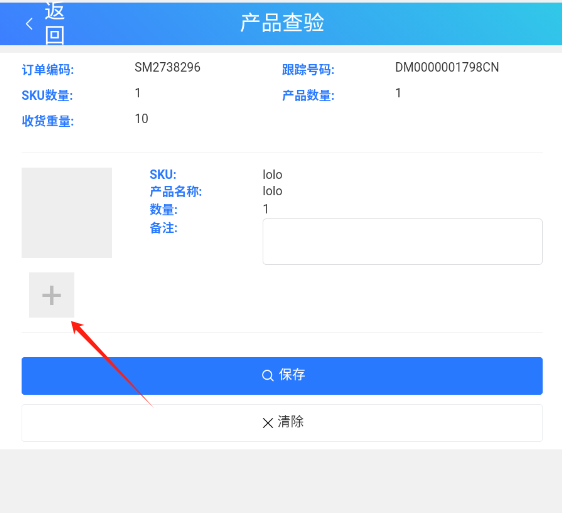 返回
产品查验
订单编码: SM2738296 跟踪号码: DM0000001798CN
SKU数量: 1 产品数量: 1
收货重量: 10
SKU: lolo
产品名称: lolo
数量: 1
备注:
保存
清除